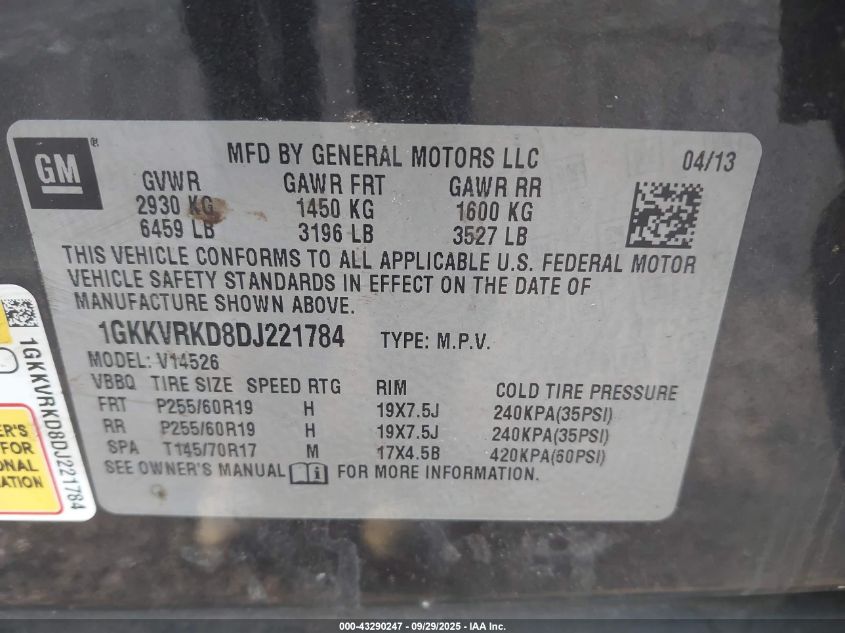 GM ®
MFD BY GENERAL MOTORS LLC
04/13
GVWR GAWR FRT GAWR RR
2930 KG 1450 KG 1600 KG
6459 LB 3196 LB 3527 LB
THIS VEHICLE CONFORMS TO ALL APPLICABLE U.S. FEDERAL MOTOR
VEHICLE SAFETY STANDARDS IN EFFECT ON THE DATE OF
MANUFACTURE SHOWN ABOVE.
1GKKVRKD8DJ221784 TYPE: M.P.V.
MODEL: V14526
VBBQ TIRE SIZE SPEED RTG RIM COLD TIRE PRESSURE
FRT P255/60R19 H 19X7.5J 240KPA(35PSI)
RR P255/60R19 H 19X7.5J 240KPA(35PSI)
SPA T145/70R17 M 17X4.5B 420KPA(60PSI)
SEE OWNER'S MANUAL i FOR MORE INFORMATION.
1GKKVRKD8DJ221784
ER'S
FOR
ONAL
ATION
000-43290247 - 09/29/2025 - IAA Inc.